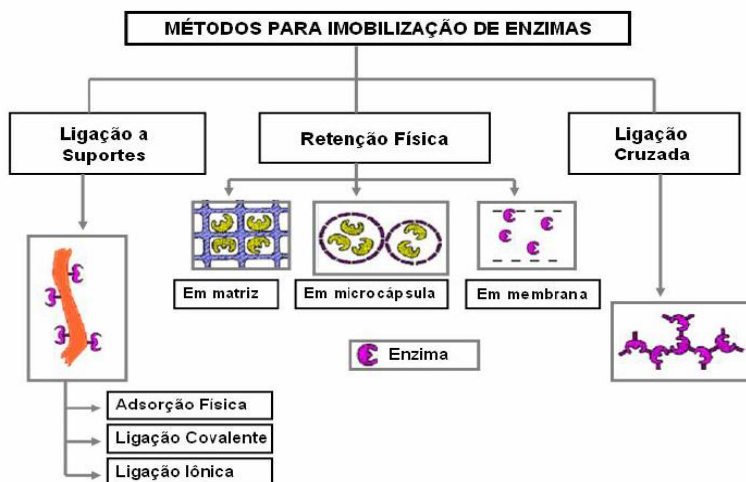 MÉTODOS PARA IMOBILIZAÇÃO DE ENZIMAS
Ligação a
Suportes
Retenção Física
Ligação
Cruzada
Em matriz
Em microcápsula
Em membrana
Enzima
Adsorção Física
Ligação Covalente
Ligação Iônica